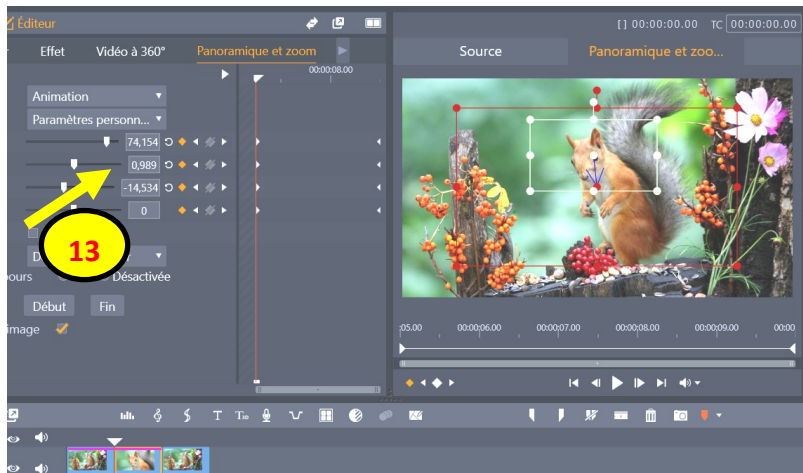 Éditeur
[ ] 00:00:00.00 TC 00:00:00.00
Effet Vidéo à 360° Panoramique et zoom
Source Panoramique et zoo...
00:00:08.00
Animation
Paramètres personn...
74,154
0,989
-14,534
0
13
D
ours Désactivée
Début Fin
image
;05.00 00:00:06.00 00:00:07.00 00:00:08.00 00:00:09.00 00:00